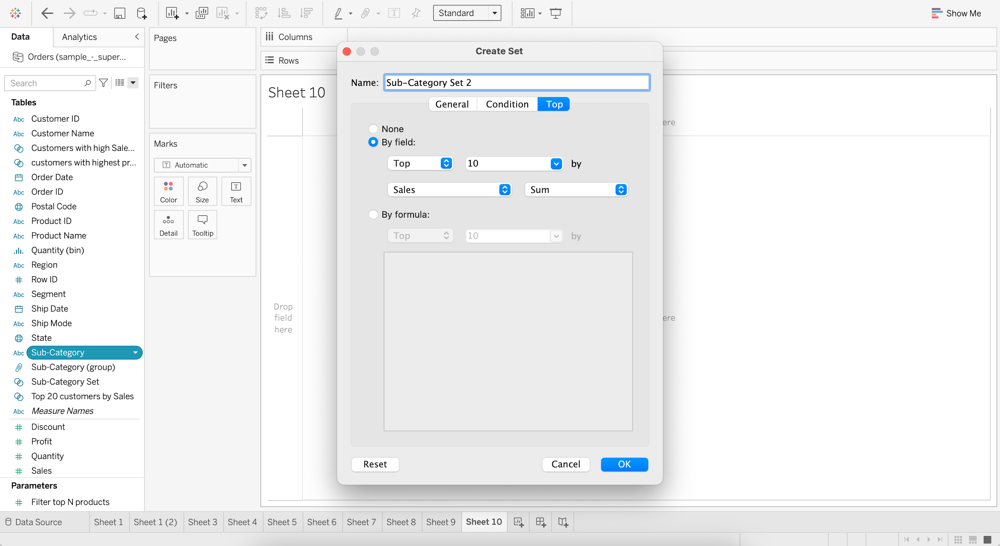 Standard
Show Me
Data
Analytics
Orders (sample_-_super...
Search
Tables
Abc Customer ID
Abc Customer Name
Customers with high Sale...
customers with highest pr...
Order Date
Abc Order ID
Postal Code
Abc Product ID
Abc Product Name
Quantity (bin)
Abc Region
Row ID
Abc Segment
Ship Date
Abc Ship Mode
State
Abc Sub-Category
Sub-Category (group)
Sub-Category Set
Top 20 customers by Sales
Abc Measure Names
Discount
Profit
Quantity
Sales
Parameters
Filter top N products
Pages
Filters
Marks
T Automatic
Color
Size
T Text
Detail
Tooltip
Columns
Rows
Sheet 10
Drop
field
here
ere
ere
Create Set
Name: Sub-Category Set 2
General Condition Top
None
By field:
Top 10 by
Sales Sum
By formula:
Top 10 by
Reset Cancel OK
Data Source Sheet 1 Sheet 1 (2) Sheet 3 Sheet 4 Sheet 5 Sheet 6 Sheet 7 Sheet 8 Sheet 9 Sheet 10